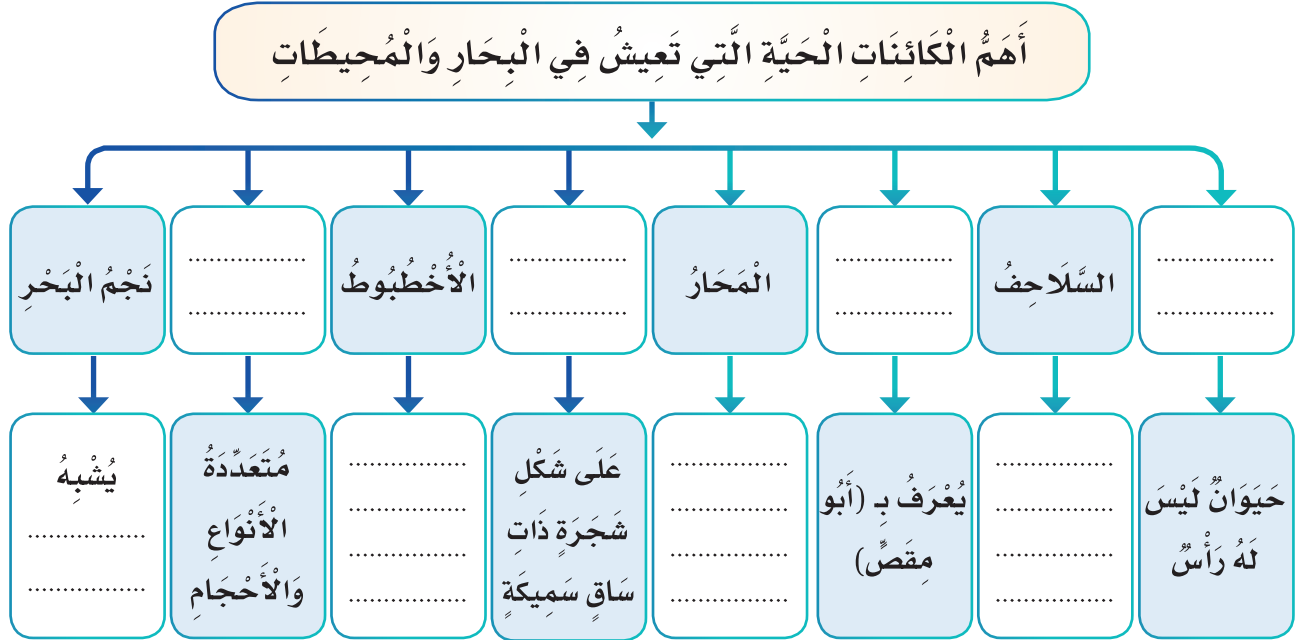 أَهَمُّ الْكَائِنَاتِ الْحَيَّةِ الَّتِي تَعِيشُ فِي الْبِحَارِ وَالْمُحِيطَاتِ
....................
....................
السَّلَاحِفُ
....................
....................
الْمَحَارُ
....................
....................
الْأُخْطُبُوطُ
....................
....................
نَجْمُ الْبَحْرِ
حَيَوَانٌ لَيْسَ
لَهُ رَأْسٌ
....................
....................
....................
....................
يُعْرَفُ بِـ (أَبُو
مِقَصٍّ)
....................
....................
....................
....................
عَلَى شَكْلِ
شَجَرَةٍ ذَاتِ
سَاقٍ سَمِيكَةٍ
....................
....................
....................
....................
مُتَعَدِّدَةُ
الْأَنْوَاعِ
وَالْأَحْجَامِ
يُشْبِهُ
....................
....................